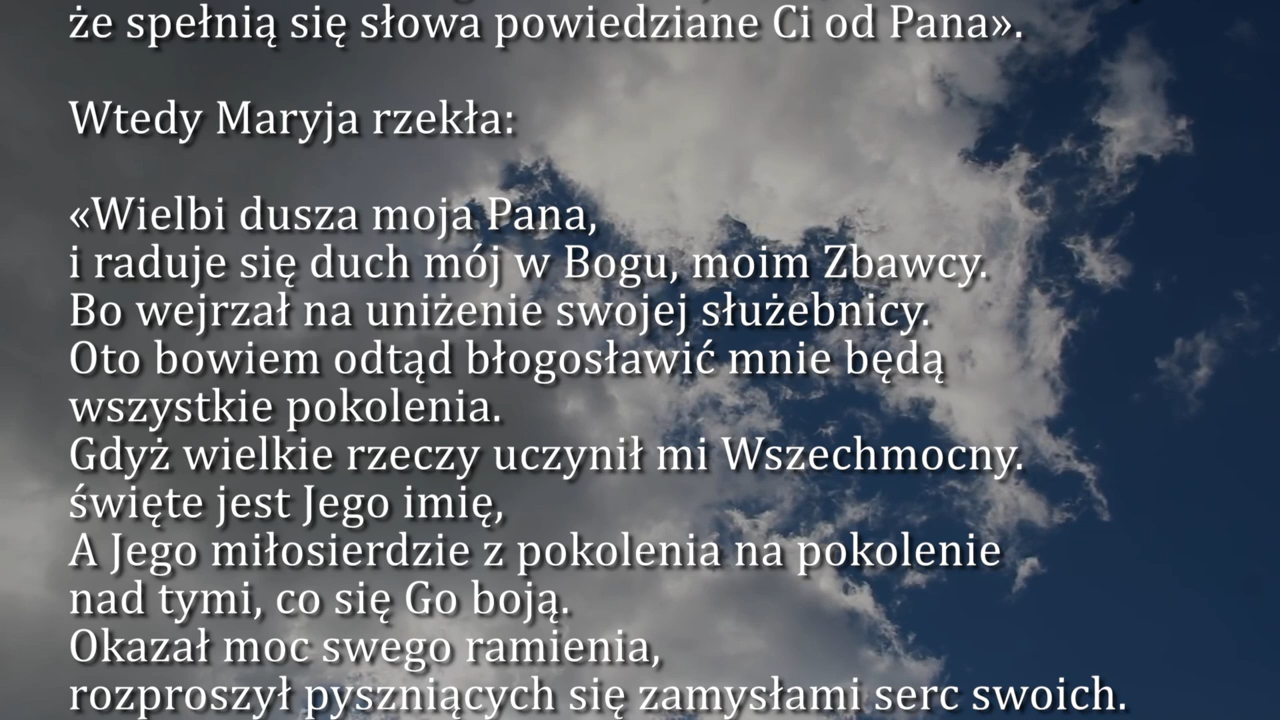 że spełnią się słowa powiedziane Ci od Pana».
Wtedy Maryja rzekła:
«Wielbi dusza moja Pana,
i raduje się duch mój w Bogu, moim Zbawcy.
Bo wejrzał na uniżenie swojej służebnicy.
Oto bowiem odtąd błogosławić mnie będą
wszystkie pokolenia.
Gdyż wielkie rzeczy uczynił mi Wszechmocny.
święte jest Jego imię,
A Jego miłosierdzie z pokolenia na pokolenie
nad tymi, co się Go boją.
Okazał moc swego ramienia,
rozproszył pyszniących się zamysłami serc swoich.